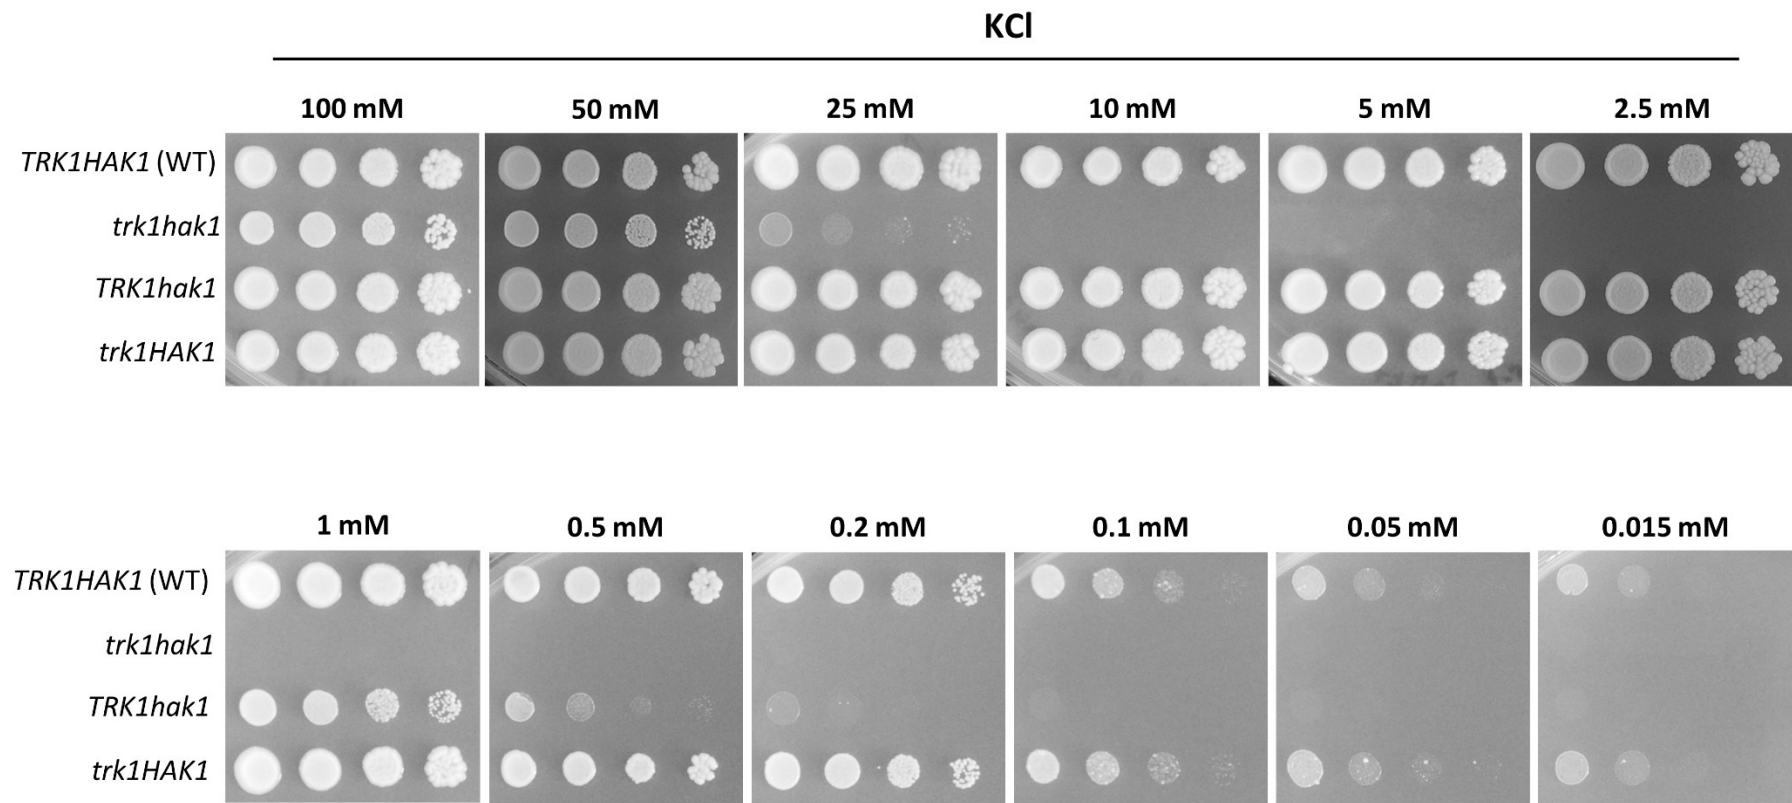 KCl
100 mM 50 mM 25 mM 10 mM 5 mM 2.5 mM
TRK1HAK1 (WT)
trk1hak1
TRK1hak1
trk1HAK1
1 mM 0.5 mM 0.2 mM 0.1 mM 0.05 mM 0.015 mM
TRK1HAK1 (WT)
trk1hak1
TRK1hak1
trk1HAK1